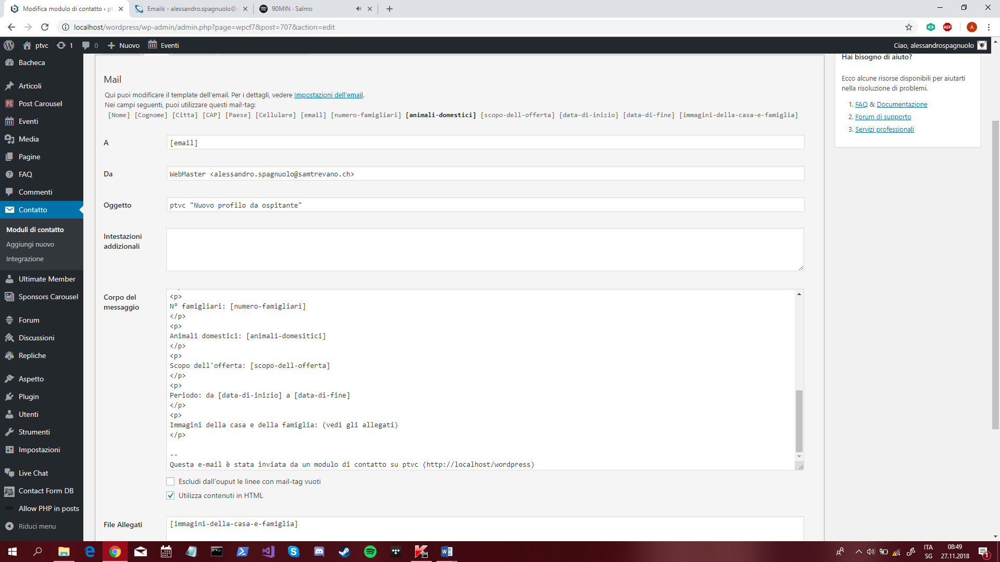 Modifica modulo di contatto ‹ pt
Emails - alessandro.spagnuolo@s
90MIN · Salmo
localhost/wordpress/wp-admin/admin.php?page=wpcf7&post=707&action=edit
ABP
A
ptvc
1
0
Nuovo
Eventi
Ciao, alessandrospagnuolo
Bacheca
Articoli
PC Post Carousel
Eventi
Media
Pagine
FAQ
Commenti
Contatto
Moduli di contatto
Aggiungi nuovo
Integrazione
Ultimate Member
Sponsors Carousel
Forum
Discussioni
Repliche
Aspetto
Plugin
Utenti
Strumenti
Impostazioni
Live Chat
Contact Form DB
PHP Allow PHP in posts
Riduci menu
Mail
Qui puoi modificare il template dell'email. Per i dettagli, vedere Impostazioni dell'email.
Nei campi seguenti, puoi utilizzare questi mail-tag:
[Nome] [Cognome] [Citta] [CAP] [Paese] [Cellulare] [email] [numero-famigliari] [animali-domestici] [scopo-dell-offerta] [data-di-inizio] [data-di-fine] [immagini-della-casa-e-famiglia]
A
[email]
Da
WebMaster <alessandro.spagnuolo@samtrevano.ch>
Oggetto
ptvc "Nuovo profilo da ospitante"
Intestazioni
addizionali
Corpo del
messaggio
<p>
N° famigliari: [numero-famigliari]
</p>
<p>
Animali domestici: [animali-domesitici]
</p>
<p>
Scopo dell'offerta: [scopo-dell-offerta]
</p>
<p>
Periodo: da [data-di-inizio] a [data-di-fine]
</p>
<p>
Immagini della casa e della famiglia: (vedi gli allegati)
</p>
--
Questa e-mail è stata inviata da un modulo di contatto su ptvc (http://localhost/wordpress)
Escludi dall'ouput le linee con mail-tag vuoti
Utilizza contenuti in HTML
File Allegati
[immagini-della-casa-e-famiglia]
Hai bisogno di aiuto?
Ecco alcune risorse disponibili per aiutarti
nella risoluzione di problemi.
1. FAQ & Documentazione
2. Forum di supporto
3. Servizi professionali
ITA
SG
08:49
27.11.2018
1